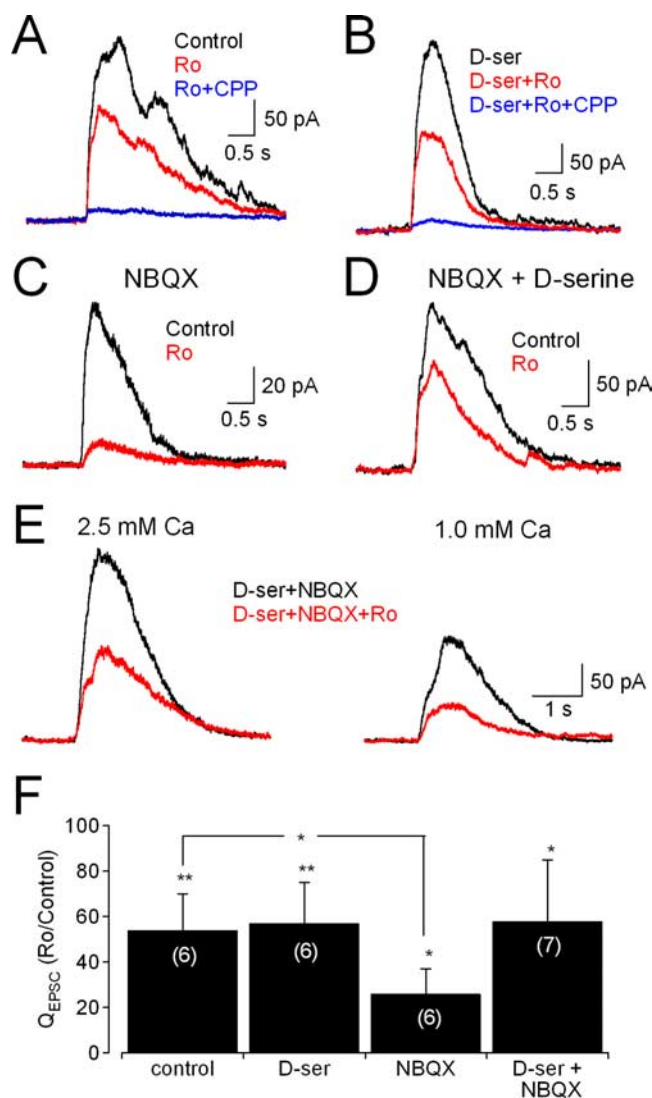 A
Control
Ro
Ro+CPP
50 pA
0.5 s
B
D-ser
D-ser+Ro
D-ser+Ro+CPP
50 pA
0.5 s
C
NBQX
Control
Ro
20 pA
0.5 s
D
NBQX + D-serine
Control
Ro
50 pA
0.5 s
E
2.5 mM Ca
1.0 mM Ca
D-ser+NBQX
D-ser+NBQX+Ro
50 pA
1 s
F
QEPSC (Ro/Control)
100
80
60
40
20
0
*
**
**
*
*
(6)
(6)
(6)
(7)
control
D-ser
NBQX
D-ser +
NBQX